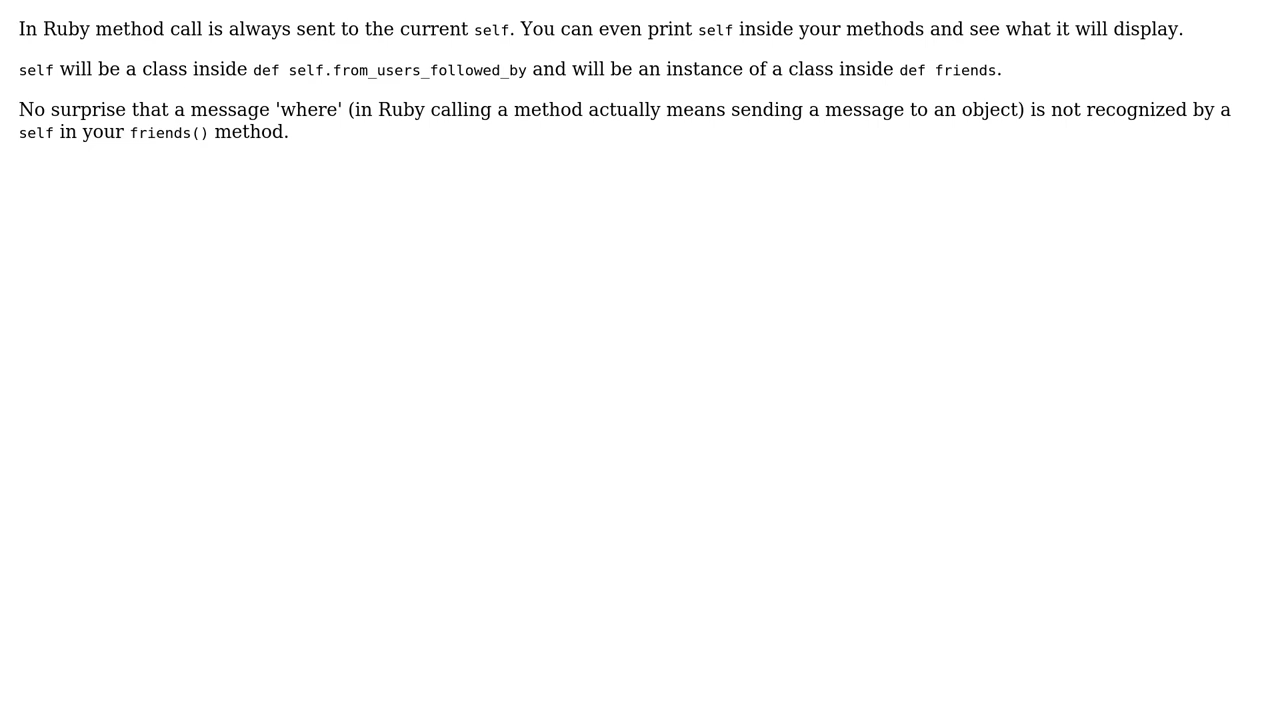 In Ruby method call is always sent to the current self. You can even print self inside your methods and see what it will display.
self will be a class inside def self.from_users_followed_by and will be an instance of a class inside def friends.
No surprise that a message 'where' (in Ruby calling a method actually means sending a message to an object) is not recognized by a
self in your friends() method.